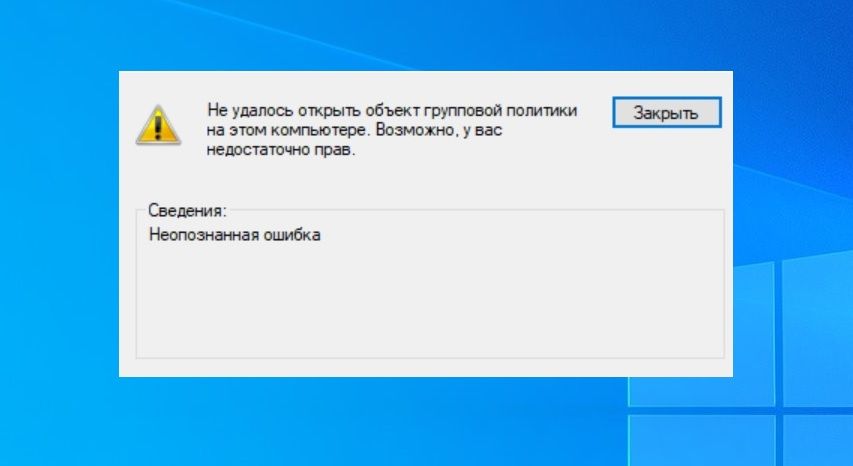 Не удалось открыть объект групповой политики
на этом компьютере. Возможно, у вас
недостаточно прав.
Закрыть
Сведения:
Неопознанная ошибка